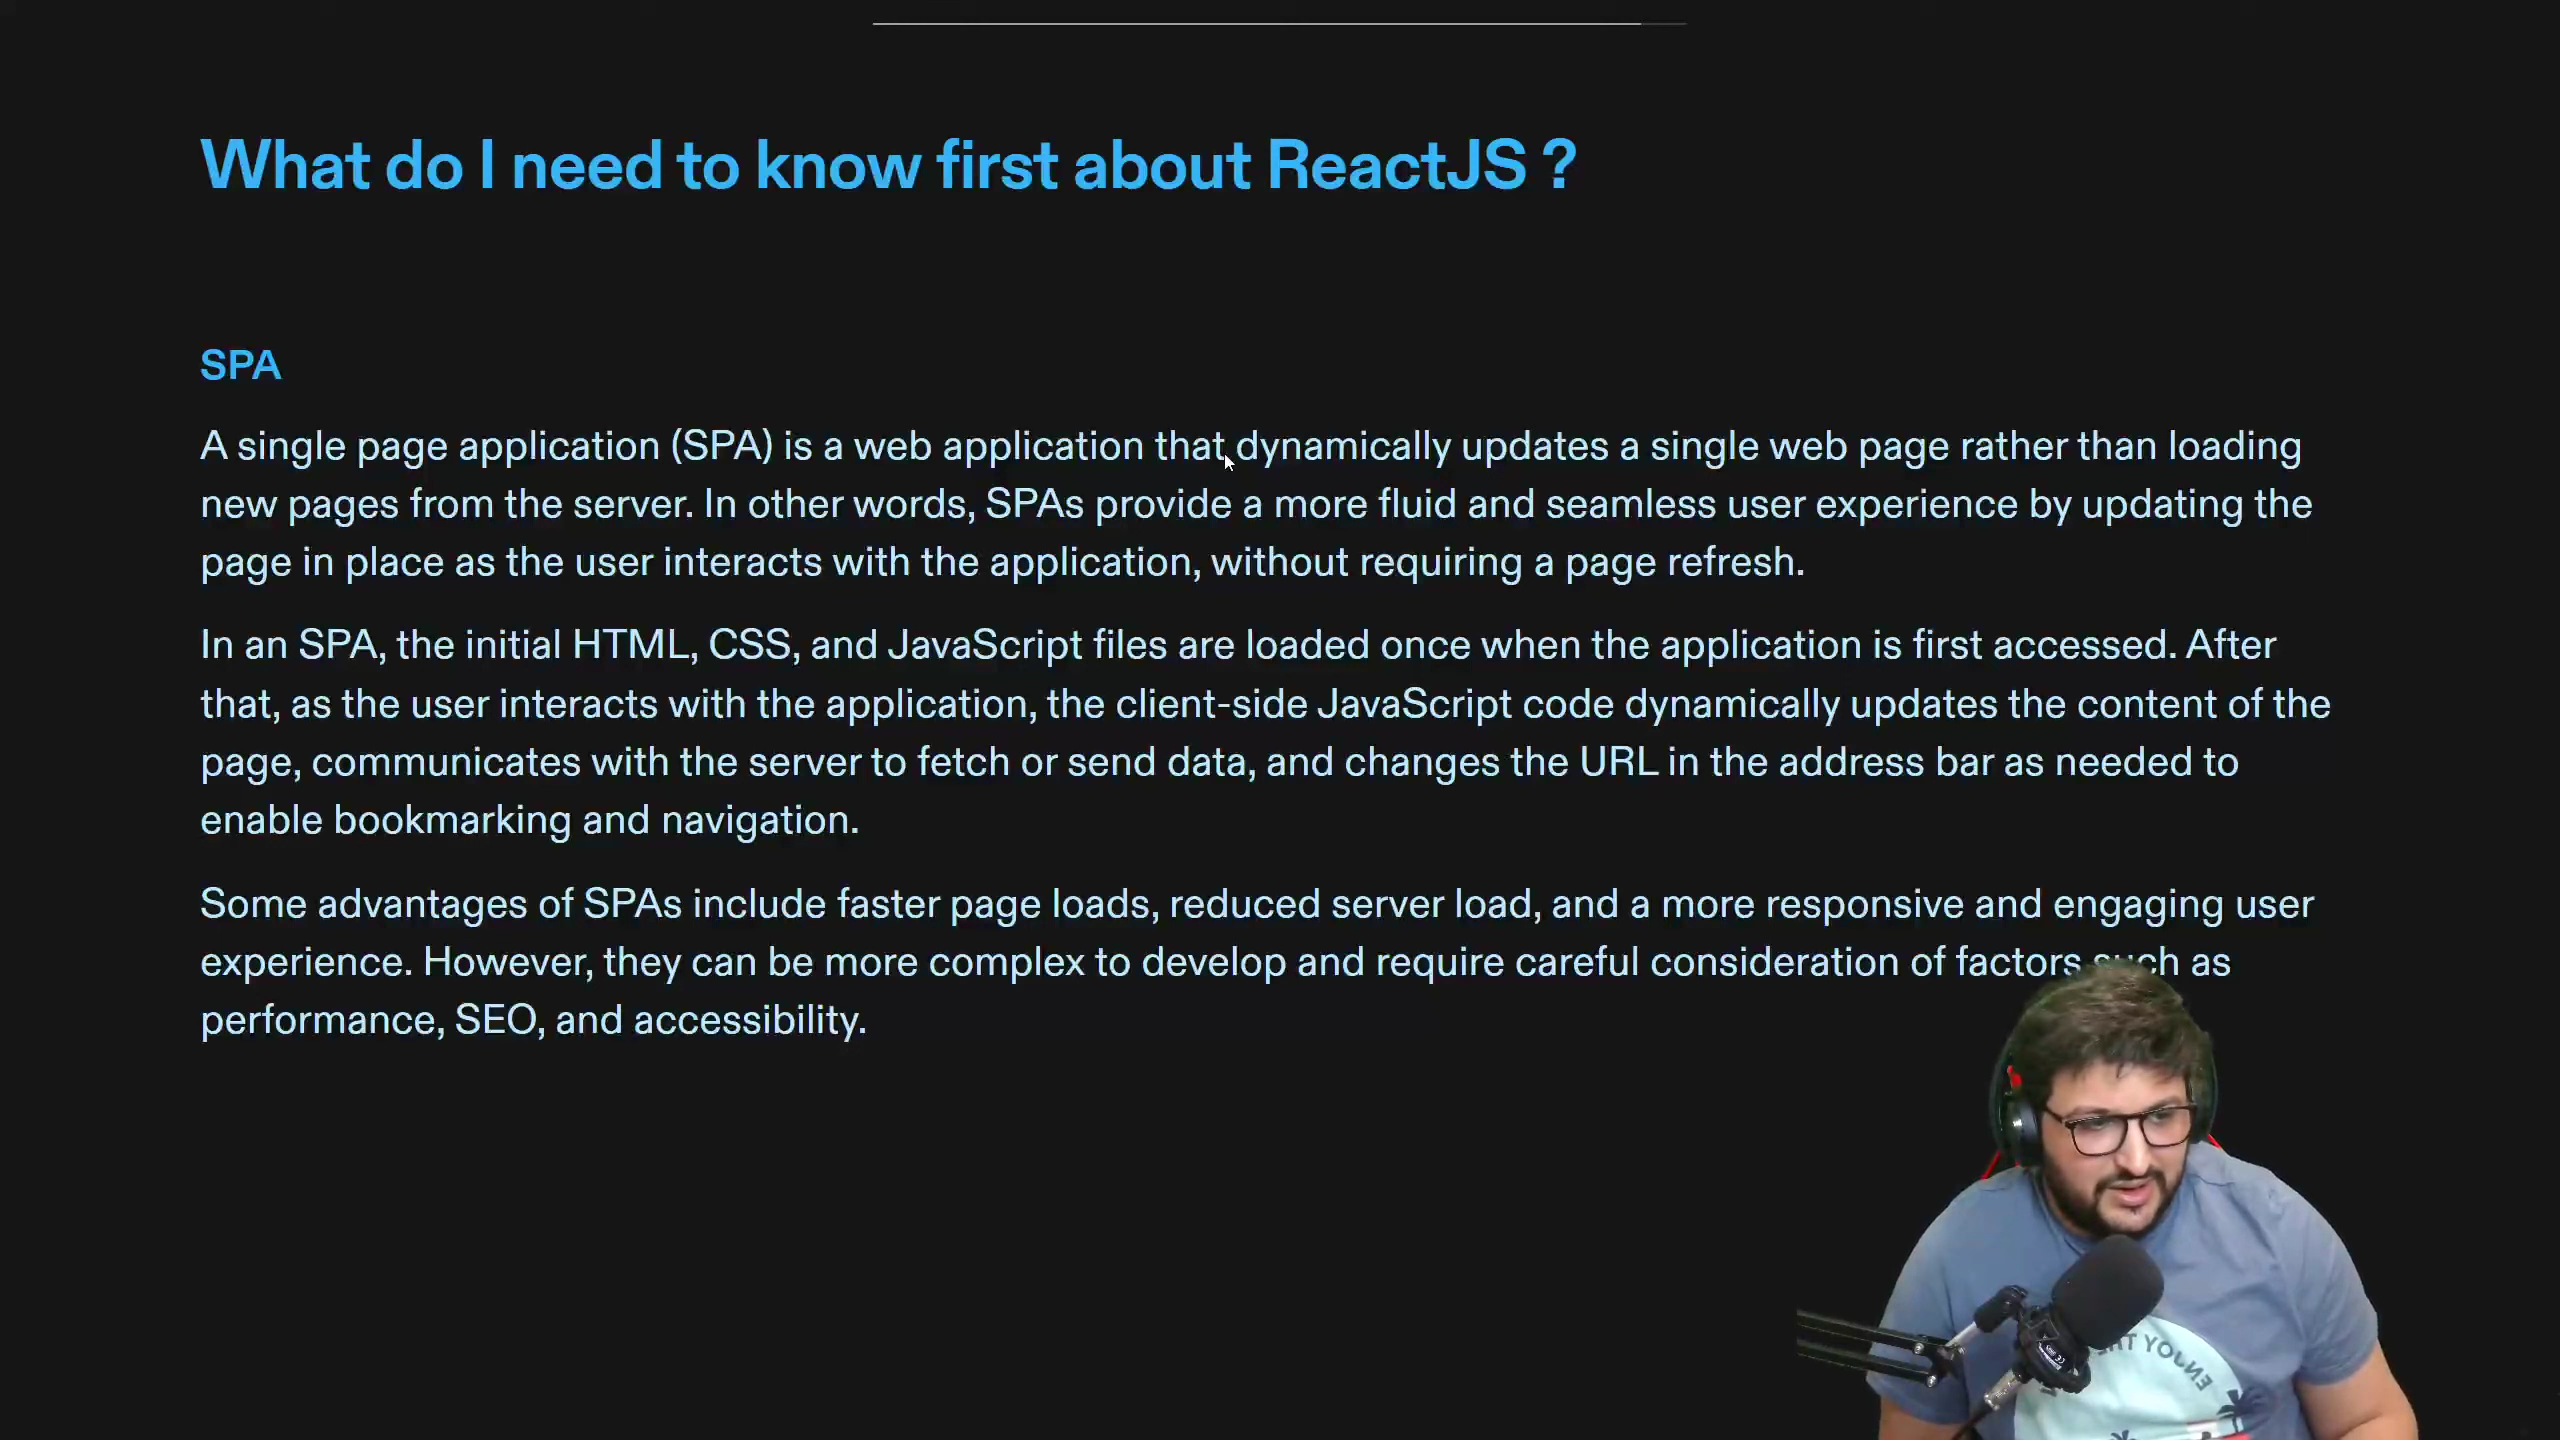 What do I need to know first about ReactJS ?
SPA
A single page application (SPA) is a web application that dynamically updates a single web page rather than loading
new pages from the server. In other words, SPAs provide a more fluid and seamless user experience by updating the
page in place as the user interacts with the application, without requiring a page refresh.
In an SPA, the initial HTML, CSS, and JavaScript files are loaded once when the application is first accessed. After
that, as the user interacts with the application, the client-side JavaScript code dynamically updates the content of the
page, communicates with the server to fetch or send data, and changes the URL in the address bar as needed to
enable bookmarking and navigation.
Some advantages of SPAs include faster page loads, reduced server load, and a more responsive and engaging user
experience. However, they can be more complex to develop and require careful consideration of factors such as
performance, SEO, and accessibility.
ENJOY